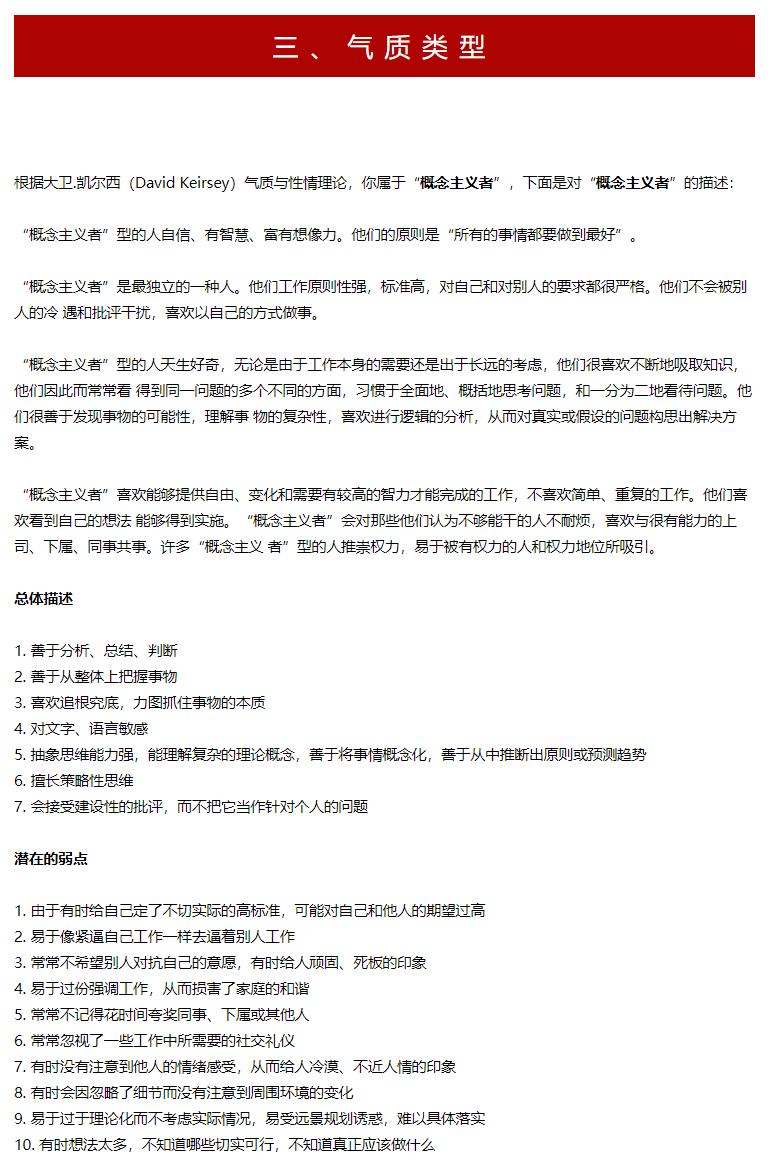 三、气质类型
根据大卫.凯尔西（David Keirsey）气质与性情理论，你属于“概念主义者”，下面是对“概念主义者”的描述：
“概念主义者”型的人自信、有智慧、富有想像力。他们的原则是“所有的事情都要做到最好”。
“概念主义者”是最独立的一种人。他们工作原则性强，标准高，对自己和对别人的要求都很严格。他们不会被别
人的冷 遇和批评干扰，喜欢以自己的方式做事。
“概念主义者”型的人天生好奇，无论是由于工作本身的需要还是出于长远的考虑，他们很喜欢不断地吸取知识，
他们因此而常常看 得到同一问题的多个不同的方面，习惯于全面地、概括地思考问题，和一分为二地看待问题。他
们很善于发现事物的可能性，理解事 物的复杂性，喜欢进行逻辑的分析，从而对真实或假设的问题构思出解决方
案。
“概念主义者”喜欢能够提供自由、变化和需要有较高的智力才能完成的工作，不喜欢简单、重复的工作。他们喜
欢看到自己的想法 能够得到实施。“概念主义者”会对那些他们认为不够能干的人不耐烦，喜欢与很有能力的上
司、下属、同事共事。许多“概念主义 者”型的人推崇权力，易于被有权力的人和权力地位所吸引。
总体描述
1. 善于分析、总结、判断
2. 善于从整体上把握事物
3. 喜欢追根究底，力图抓住事物的本质
4. 对文字、语言敏感
5. 抽象思维能力强，能理解复杂的理论概念，善于将事情概念化，善于从中推断出原则或预测趋势
6. 擅长策略性思维
7. 会接受建设性的批评，而不把它当作针对个人的问题
潜在的弱点
1. 由于有时给自己定了不切实际的高标准，可能对自己和他人的期望过高
2. 易于像紧逼自己工作一样去逼着别人工作
3. 常常不希望别人对抗自己的意愿，有时给人顽固、死板的印象
4. 易于过份强调工作，从而损害了家庭的和谐
5. 常常不记得花时间夸奖同事、下属或其他人
6. 常常忽视了一些工作中所需要的社交礼仪
7. 有时没有注意到他人的情绪感受，从而给人冷漠、不近人情的印象
8. 有时会因忽略了细节而没有注意到周围环境的变化
9. 易于过于理论化而不考虑实际情况，易受远景规划诱惑，难以具体落实
10. 有时想法太多，不知道哪些切实可行，不知道真正应该做什么